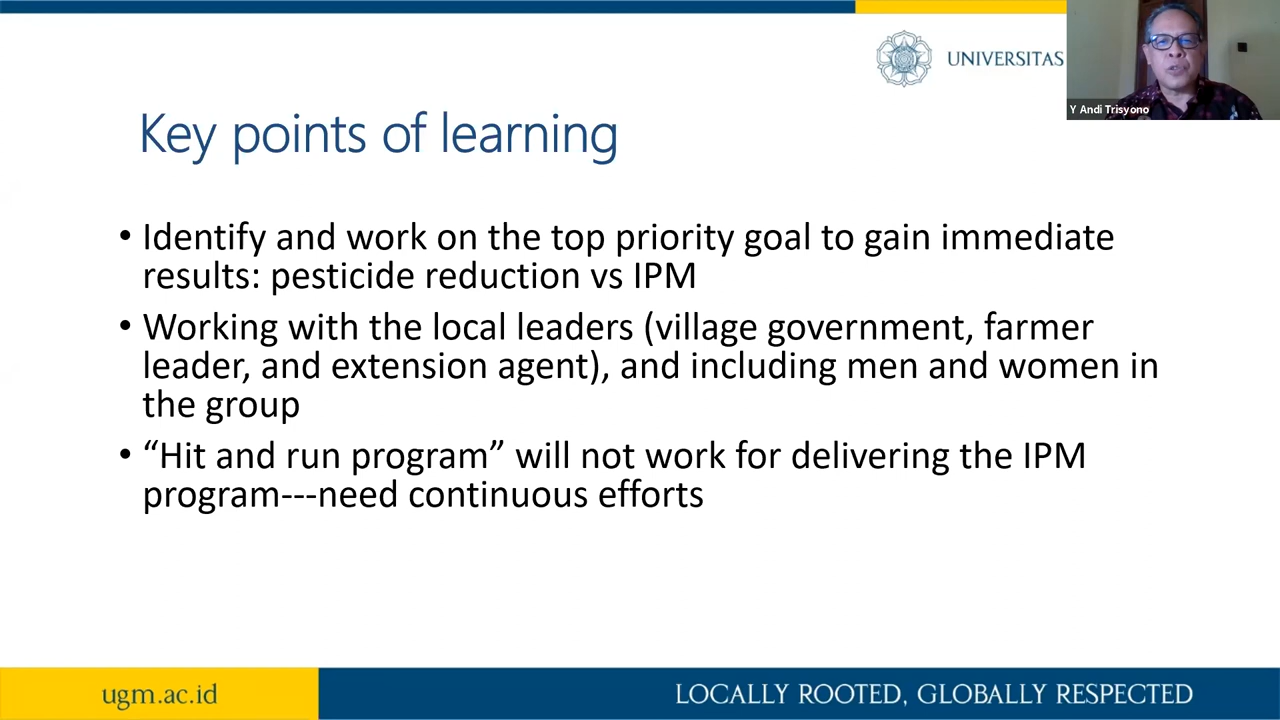 UNIVERSITAS
Y Andi Trisyono
Key points of learning
• Identify and work on the top priority goal to gain immediate
results: pesticide reduction vs IPM
• Working with the local leaders (village government, farmer
leader, and extension agent), and including men and women in
the group
• “Hit and run program” will not work for delivering the IPM
program---need continuous efforts
ugm.ac.id
LOCALLY ROOTED, GLOBALLY RESPECTED